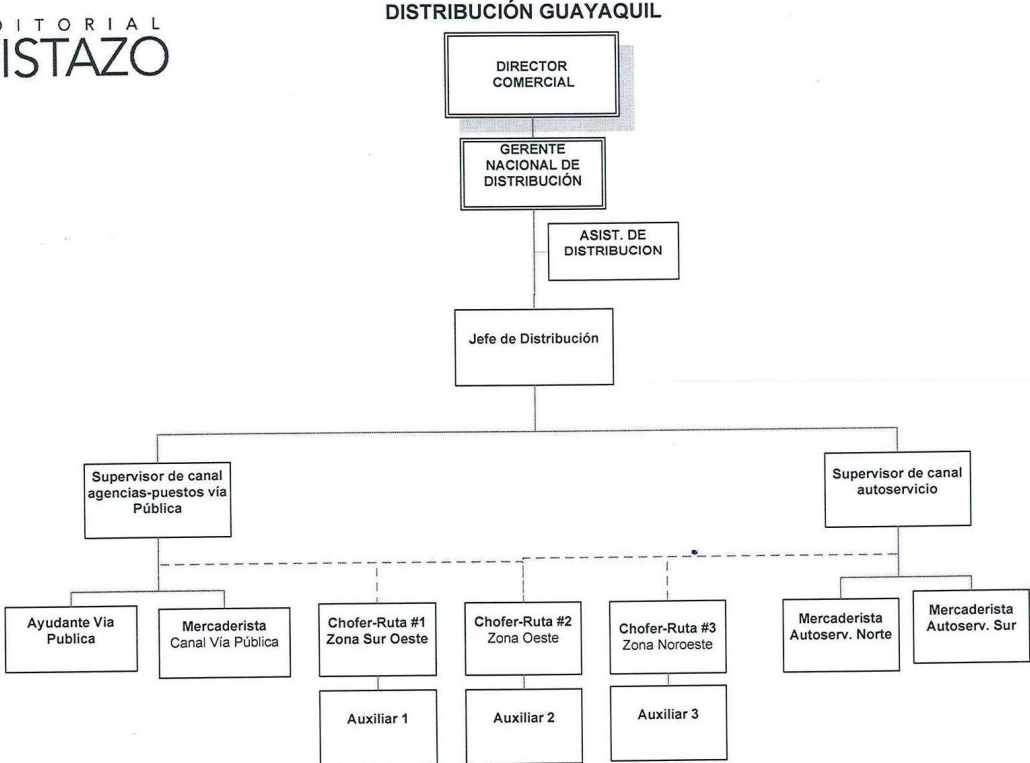 DISTRIBUCIÓN GUAYAQUIL
DITORIAL
ISTAZO
DIRECTOR
COMERCIAL
GERENTE
NACIONAL DE
DISTRIBUCIÓN
ASIST. DE
DISTRIBUCION
Jefe de Distribución
Supervisor de canal
agencias-puestos vía
Pública
Supervisor de canal
autoservicio
Ayudante Via
Publica
Mercaderista
Canal Vía Pública
Chofer-Ruta #1
Zona Sur Oeste
Chofer-Ruta #2
Zona Oeste
Chofer-Ruta #3
Zona Noroeste
Mercaderista
Autoserv. Norte
Mercaderista
Autoserv. Sur
Auxiliar 1
Auxiliar 2
Auxiliar 3